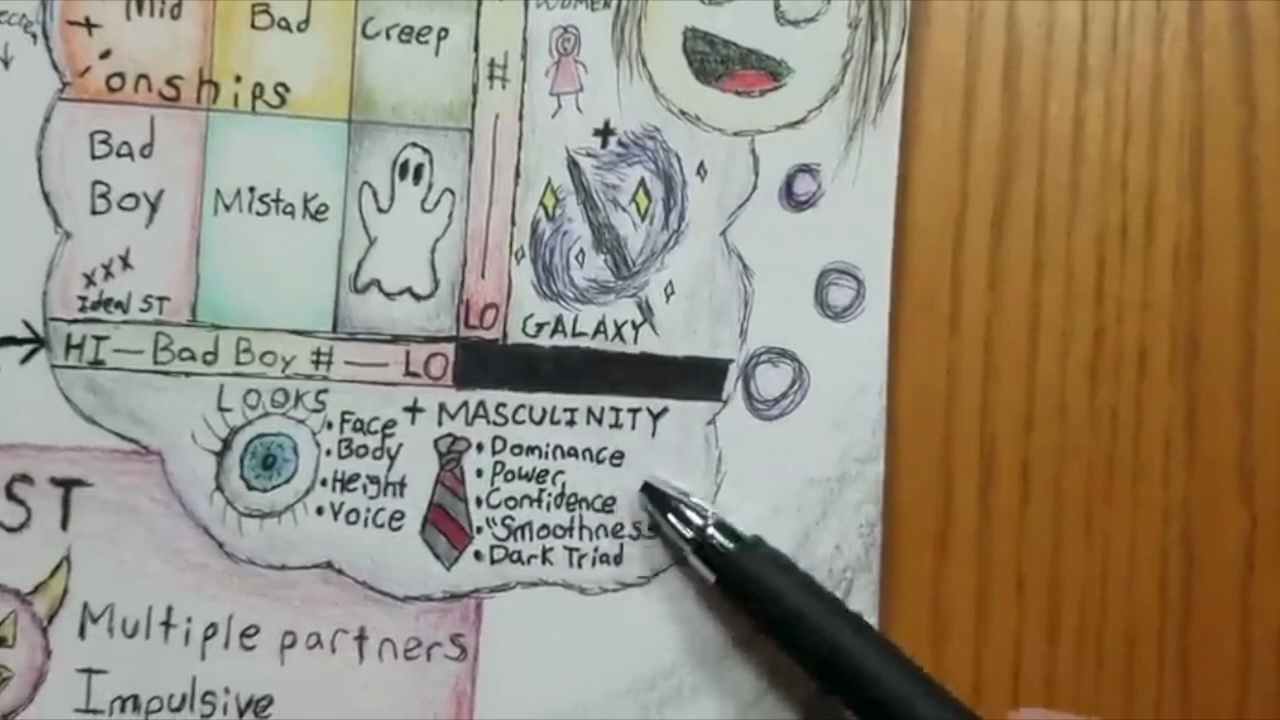 + Mid
Bad
Creep
WOMEN
#
onships
Bad
Boy
Mistake
xxx
Ideal ST
LO
GALAXY
HI—Bad Boy #—LO
LOOKS
• Face
• Body
• Height
• Voice
+ MASCULINITY
• Dominance
• Power
• Confidence
• "Smoothness
• Dark Triad
ST
Multiple partners
Impulsive